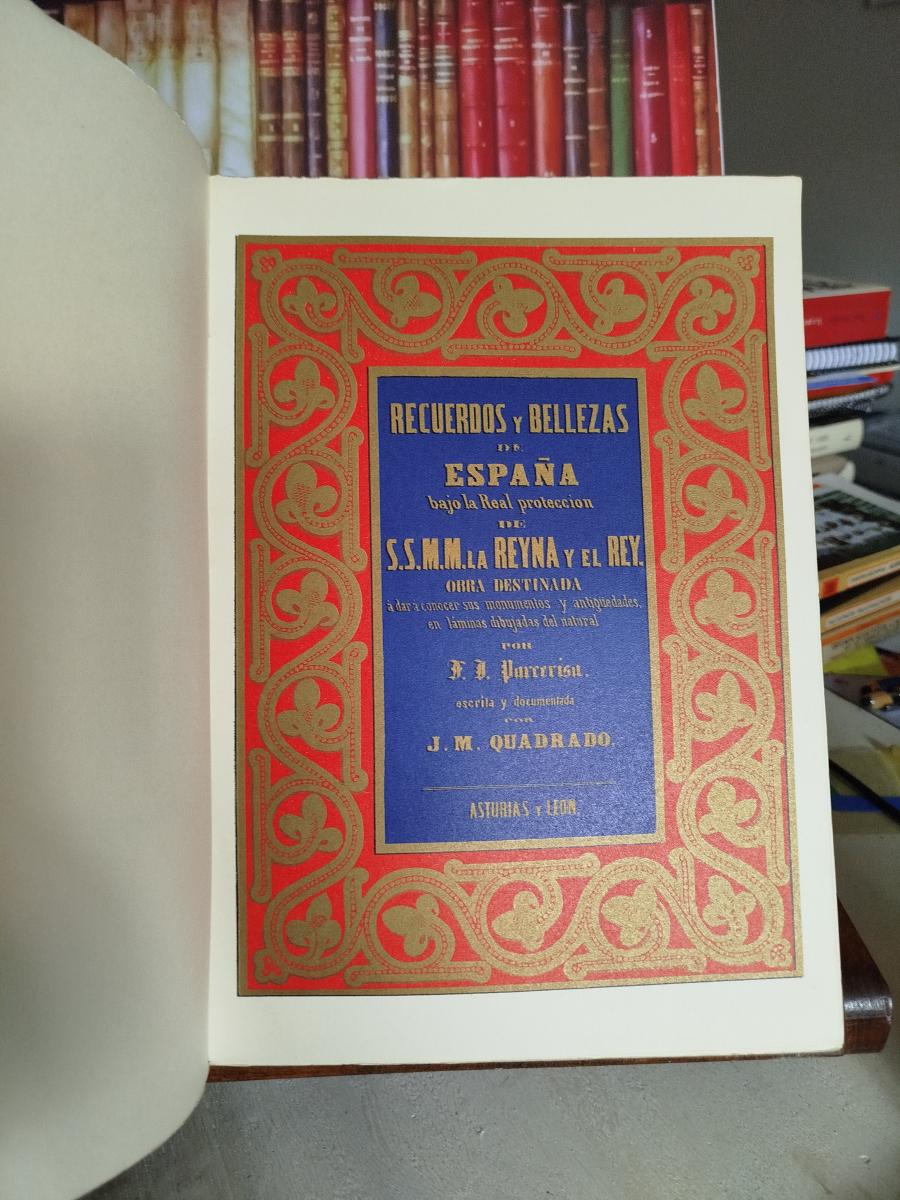 RECUERDOS Y BELLEZAS
DE
ESPAÑA
bajo la Real proteccion
DE
S.S.M.M. LA REYNA Y EL REY.
OBRA DESTINADA
á dar a conocer sus monumentos y antigüedades,
en láminas dibujadas del natural
POR
F. J. Parcerisa.
escrita y documentada
POR
J. M. QUADRADO.
ASTURIAS Y LEON.